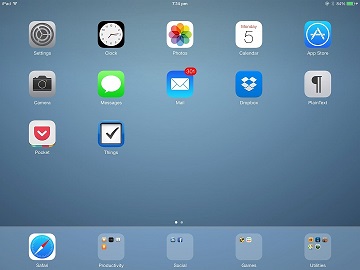 iPad
7:24 pm
84%
Settings
Clock
Photos
Monday
5
Calendar
App Store
Camera
Messages
301
Mail
Dropbox
PlainText
Pocket
Things
Safari
Productivity
Social
Games
Utilities